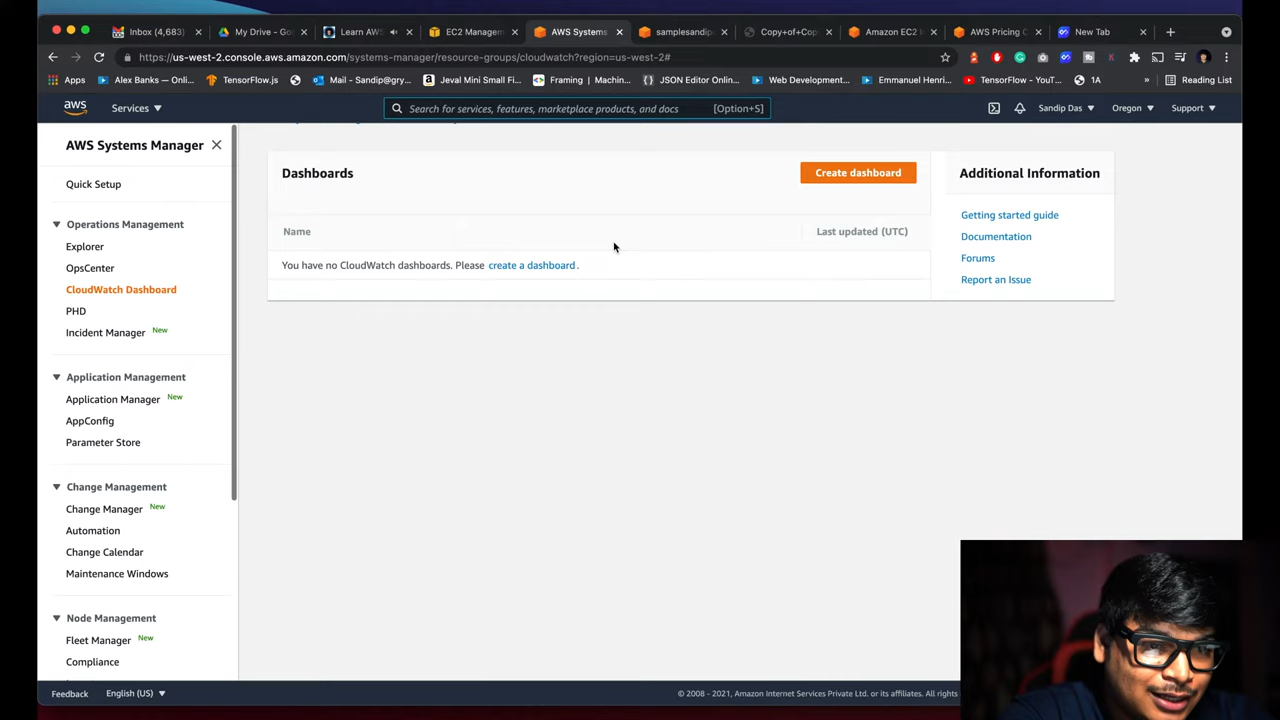 Inbox (4,683)
My Drive – Go
Learn AWS
EC2 Managem
AWS Systems
samplesandip
Copy+of+Cop
Amazon EC2 M
AWS Pricing C
New Tab
https://us-west-2.console.aws.amazon.com/systems-manager/resource-groups/cloudwatch?region=us-west-2#
Apps
Alex Banks – Onli...
TensorFlow.js
Mail - Sandip@gry...
Jeval Mini Small Fi...
Framing | Machin...
JSON Editor Onlin...
Web Development...
Emmanuel Henri...
TensorFlow - YouT...
1A
»
Reading List
aws
Services
Search for services, features, marketplace products, and docs
[Option+S]
Sandip Das
Oregon
Support
AWS Systems Manager
Quick Setup
Operations Management
Explorer
OpsCenter
CloudWatch Dashboard
PHD
Incident Manager New
Application Management
Application Manager New
AppConfig
Parameter Store
Change Management
Change Manager New
Automation
Change Calendar
Maintenance Windows
Node Management
Fleet Manager New
Compliance
Dashboards
Create dashboard
Name
Last updated (UTC)
You have no CloudWatch dashboards. Please create a dashboard.
Additional Information
Getting started guide
Documentation
Forums
Report an Issue
Feedback
English (US)
© 2008 - 2021, Amazon Internet Services Private Ltd. or its affiliates. All rights